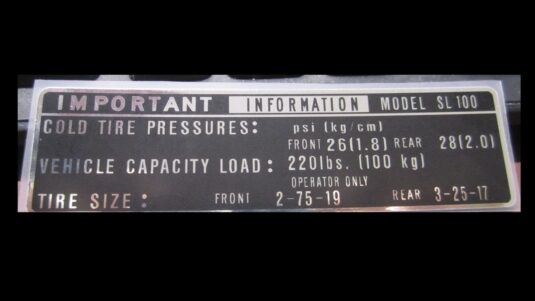 IMPORTANT INFORMATION MODEL SL100
COLD TIRE PRESSURES: psi (kg/cm)
FRONT 26(1.8) REAR 28(2.0)
VEHICLE CAPACITY LOAD: 220lbs. (100 kg)
OPERATOR ONLY
TIRE SIZE: FRONT 2-75-19 REAR 3-25-17